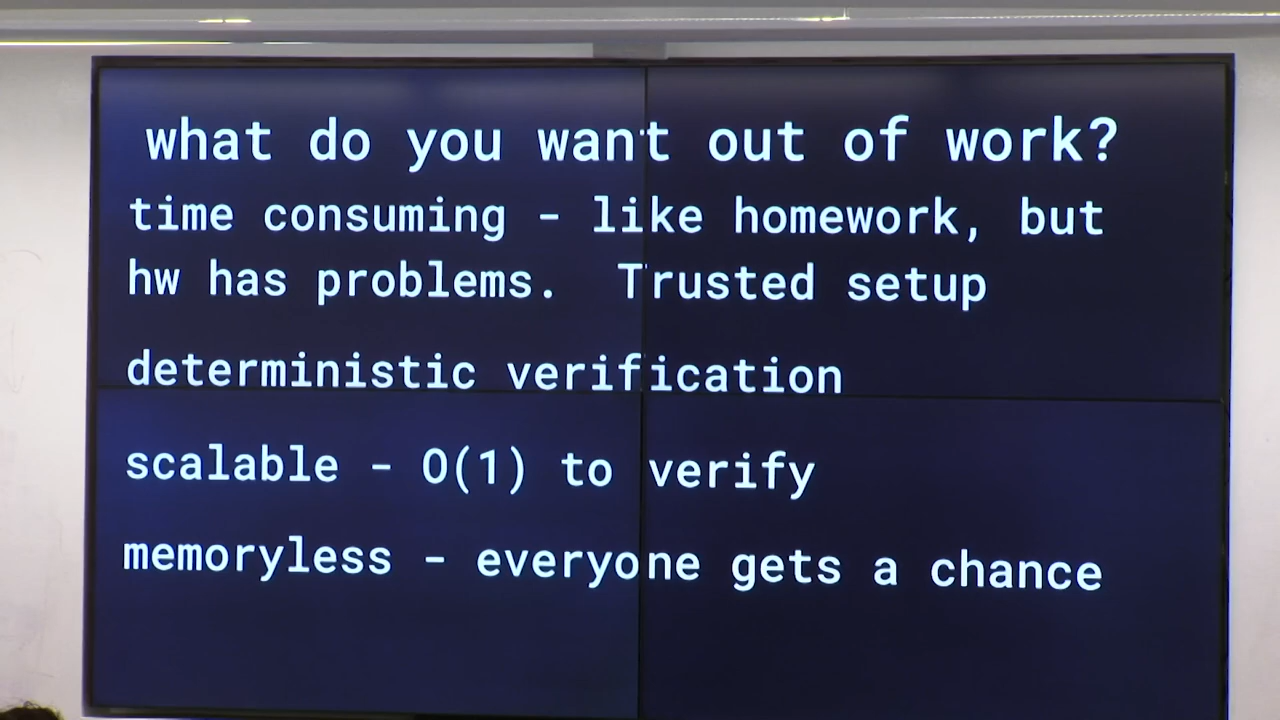 what do you want out of work?
time consuming - like homework, but
hw has problems. Trusted setup
deterministic verification
scalable - O(1) to verify
memoryless - everyone gets a chance